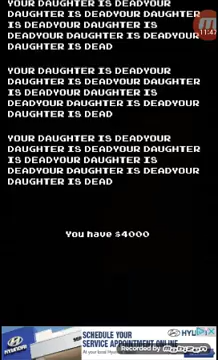 YOUR DAUGHTER IS DEADYOUR
DAUGHTER IS DEADYOUR DAUGHTER
IS DEADYOUR DAUGHTER IS
DEADYOUR DAUGHTER IS DEADYOUR
DAUGHTER IS DEAD
YOUR DAUGHTER IS DEADYOUR
DAUGHTER IS DEADYOUR DAUGHTER
IS DEADYOUR DAUGHTER IS
DEADYOUR DAUGHTER IS DEADYOUR
DAUGHTER IS DEAD
YOUR DAUGHTER IS DEADYOUR
DAUGHTER IS DEADYOUR DAUGHTER
IS DEADYOUR DAUGHTER IS
DEADYOUR DAUGHTER IS DEADYOUR
DAUGHTER IS DEAD
You have $4000
HYUNDAI
SCHEDULE YOUR
SERVICE APPOINTMENT ONLINE
Recorded by